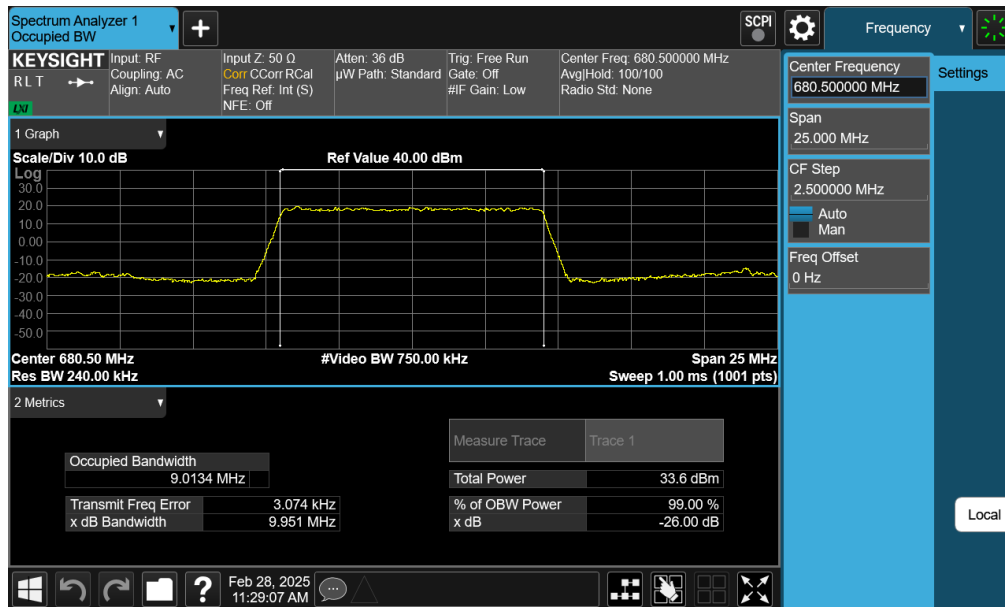 Spectrum Analyzer 1
Occupied BW
+
SCPI
Frequency
KEYSIGHT
R L T
LXI
Input: RF
Coupling: AC
Align: Auto
Input Z: 50 Ω
Corr CCorr RCal
Freq Ref: Int (S)
NFE: Off
Atten: 36 dB
µW Path: Standard
Trig: Free Run
Gate: Off
#IF Gain: Low
Center Freq: 680.500000 MHz
Avg|Hold: 100/100
Radio Std: None
Center Frequency
680.500000 MHz
Settings
Span
25.000 MHz
CF Step
2.500000 MHz
Auto
Man
Freq Offset
0 Hz
Local
1 Graph
Scale/Div 10.0 dB
Ref Value 40.00 dBm
Log
30.0
20.0
10.0
0.00
-10.0
-20.0
-30.0
-40.0
-50.0
Center 680.50 MHz
#Video BW 750.00 kHz
Span 25 MHz
Res BW 240.00 kHz
Sweep 1.00 ms (1001 pts)
2 Metrics
Measure Trace Trace 1
Occupied Bandwidth
9.0134 MHz
Total Power 33.6 dBm
Transmit Freq Error 3.074 kHz
% of OBW Power 99.00 %
x dB Bandwidth 9.951 MHz
x dB -26.00 dB
?
Feb 28, 2025
11:29:07 AM